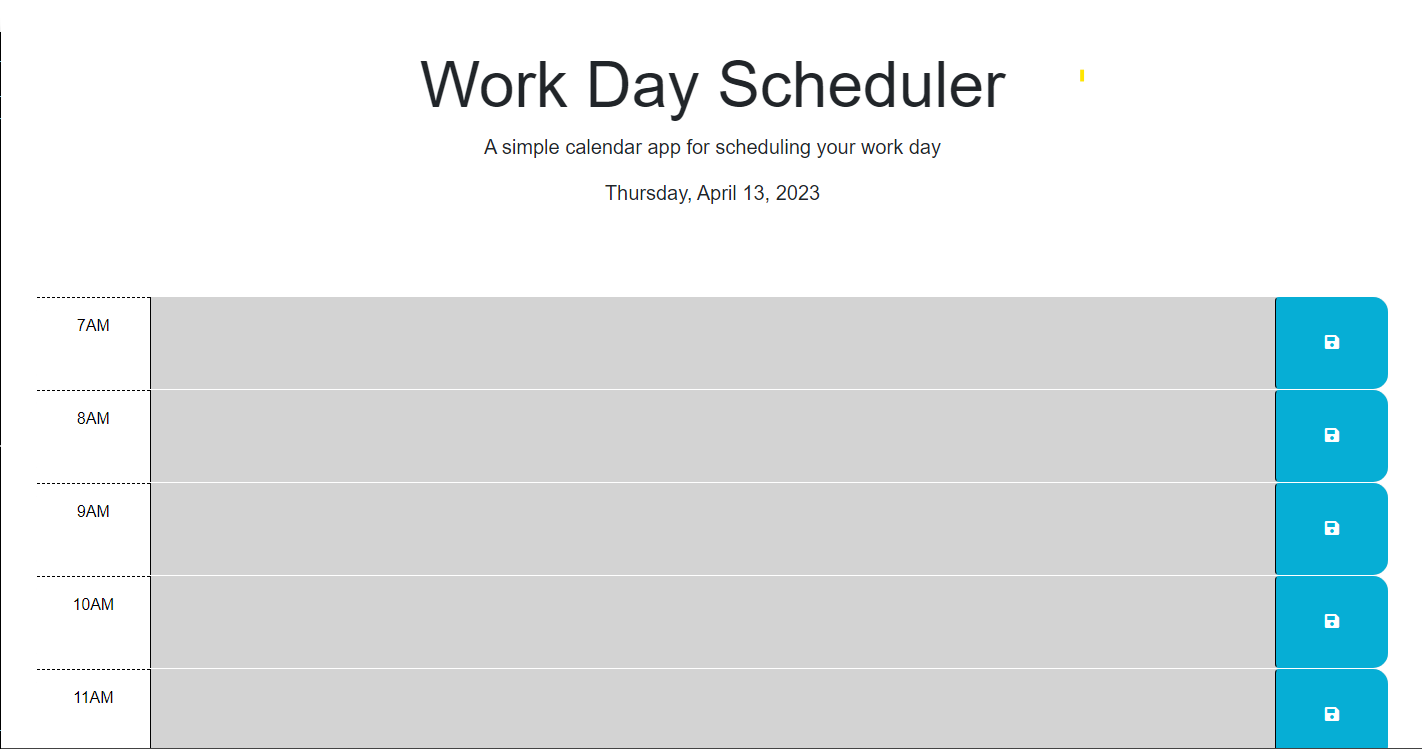 Work Day Scheduler
A simple calendar app for scheduling your work day
Thursday, April 13, 2023
7AM
8AM
9AM
10AM
11AM